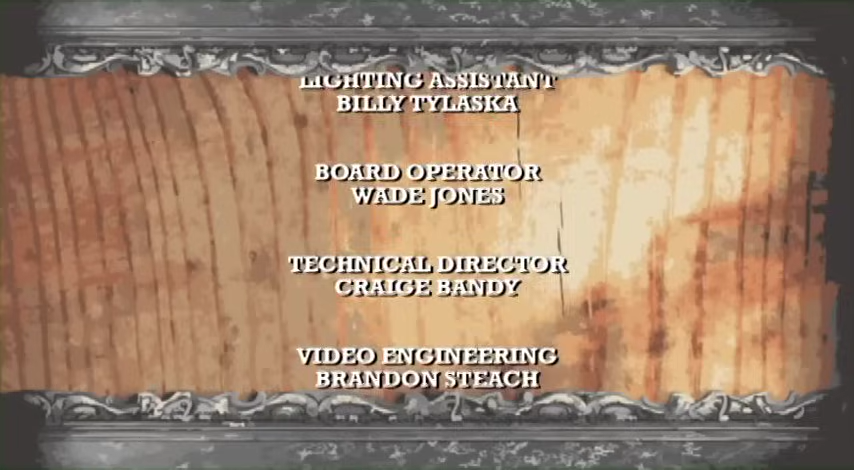 LIGHTING ASSISTANT
BILLY TYLASKA
BOARD OPERATOR
WADE JONES
TECHNICAL DIRECTOR
CRAIGE BANDY
VIDEO ENGINEERING
BRANDON STEACH